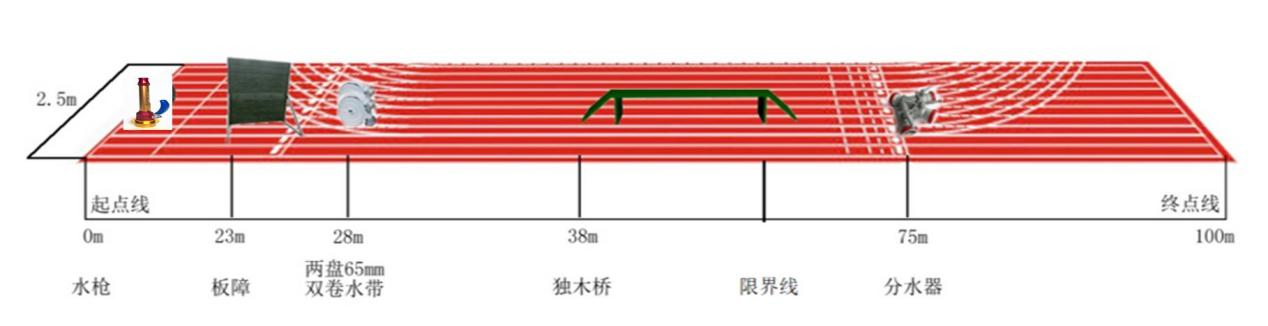 2.5m
起点线
终点线
0m
23m
28m
38m
75m
100m
水枪
板障
两盘65mm
双卷水带
独木桥
限界线
分水器